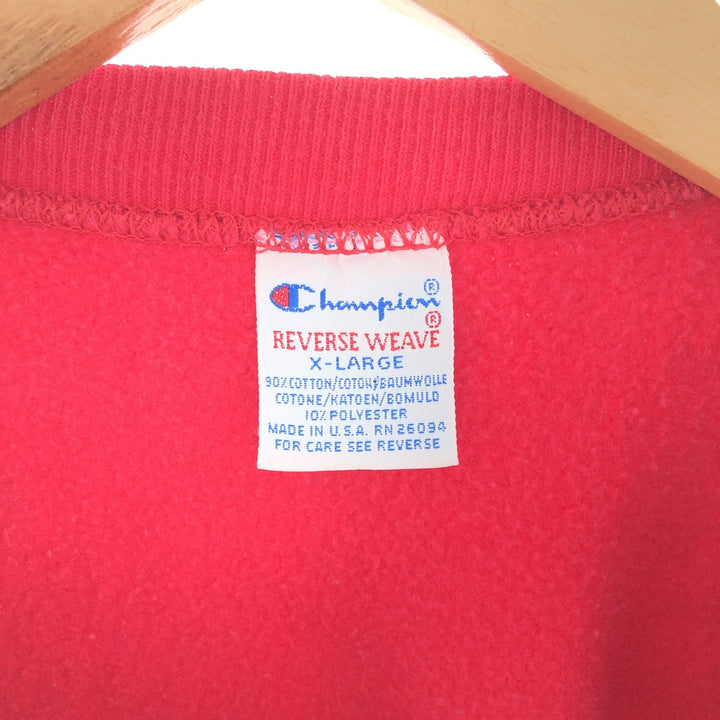 Champion®
REVERSE WEAVE®
X-LARGE
90% COTTON/COTON/BAUMWOLLE
COTONE/KATOEN/BOMULD
10% POLYESTER
MADE IN U.S.A. RN 26094
FOR CARE SEE REVERSE